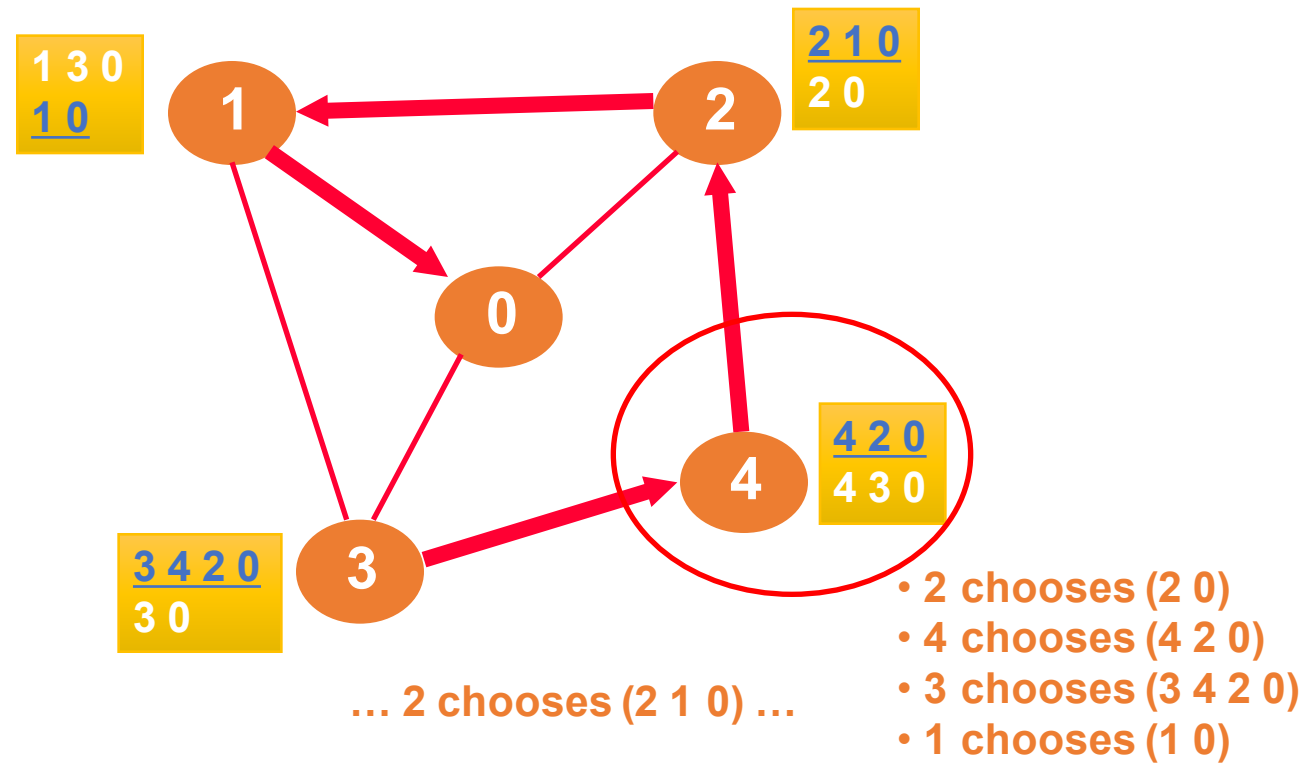 1 3 0
1 0
1
2
2 1 0
2 0
0
4
4 2 0
4 3 0
3 4 2 0
3 0
3
... 2 chooses (2 1 0) ...
• 2 chooses (2 0)
• 4 chooses (4 2 0)
• 3 chooses (3 4 2 0)
• 1 chooses (1 0)